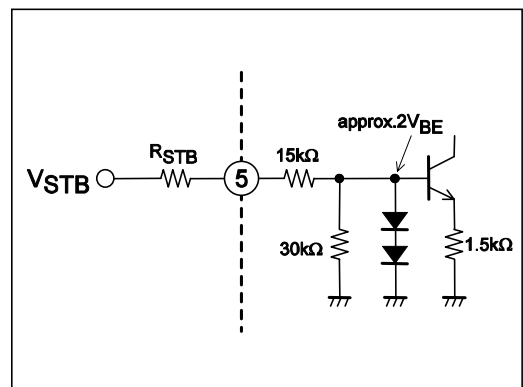 approx.2VBE
RSTB
15kΩ
VSTB
5
30kΩ
1.5kΩ